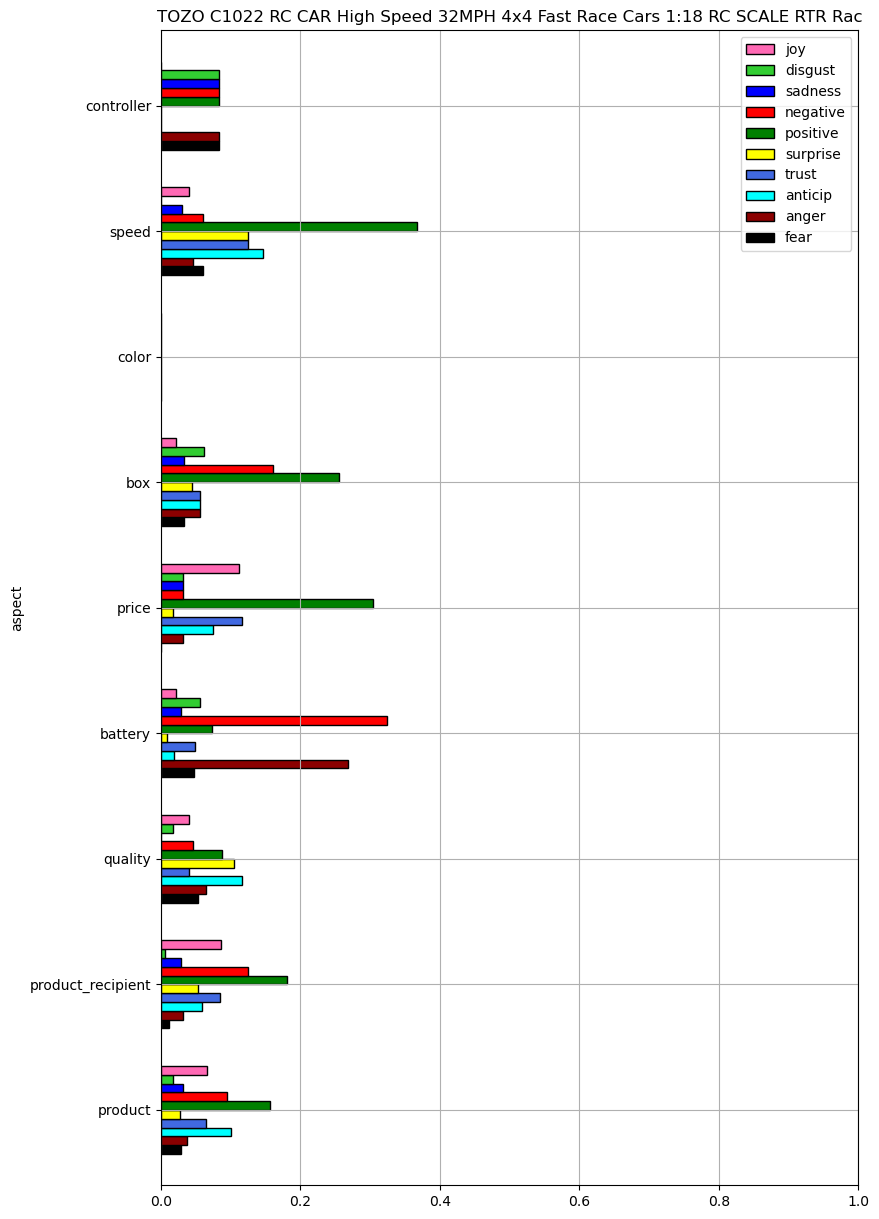 TOZO C1022 RC CAR High Speed 32MPH 4x4 Fast Race Cars 1:18 RC SCALE RTR Rac
joy
disgust
sadness
negative
positive
surprise
trust
anticip
anger
fear
controller
speed
color
box
price
battery
quality
product_recipient
product
aspect
0.0 0.2 0.4 0.6 0.8 1.0